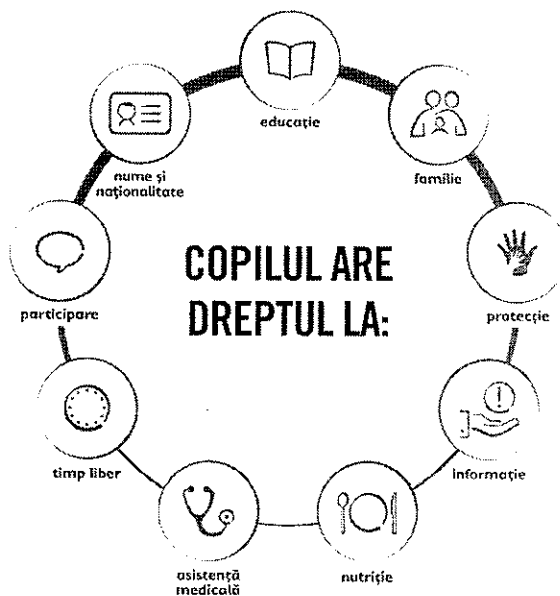 educație
nume și
naționalitate
familie
COPILUL ARE
DREPTUL LA:
participare
protecție
timp liber
informație
asistență
medicală
nutriție